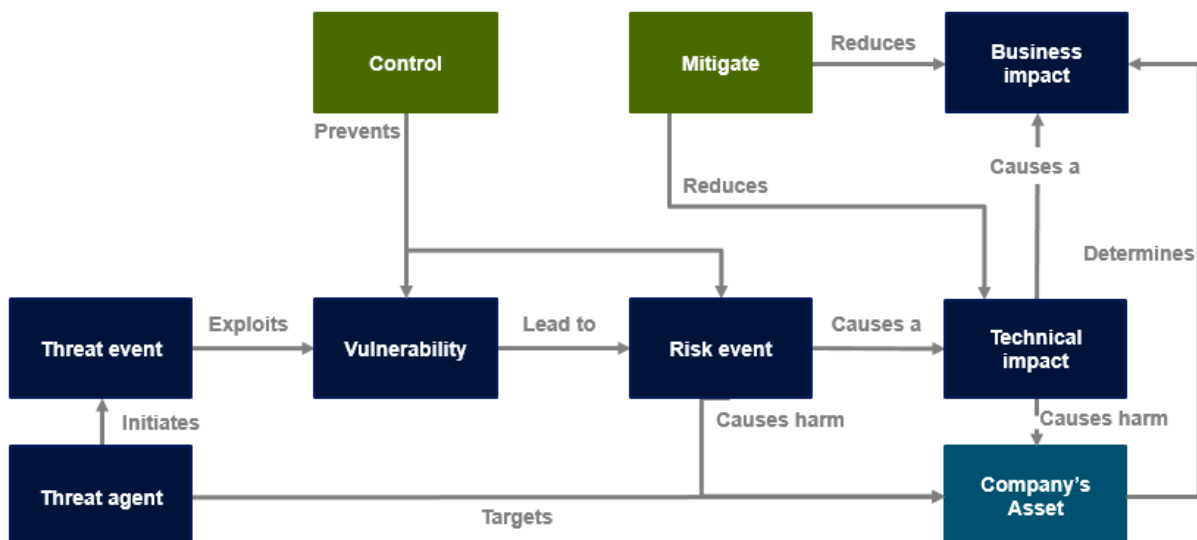 Control
Mitigate
Reduces
Business
impact
Prevents
Causes a
Reduces
Determines
Threat event
Exploits
Vulnerability
Lead to
Risk event
Causes a
Technical
impact
Initiates
Causes harm
Causes harm
Threat agent
Targets
Company's
Asset